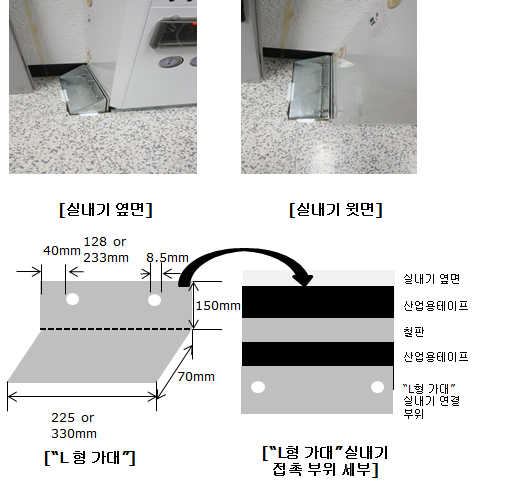 [실내기 옆면]
[실내기 윗면]
40mm
128 or
233mm
8.5mm
150mm
70mm
225 or
330mm
[“L 형 가대”]
실내기 옆면
산업용테이프
철판
산업용테이프
“L형 가대”
실내기 연결
부위
[“L형 가대”실내기
접촉 부위 세부]